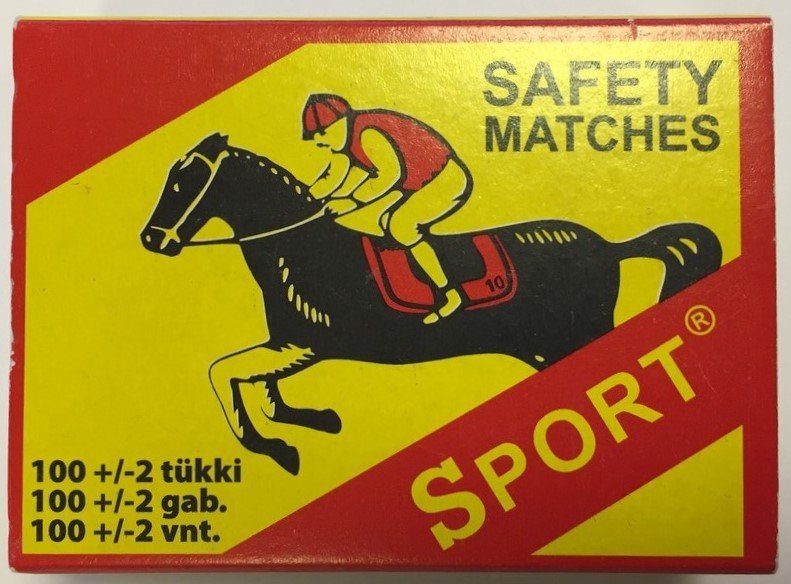 SAFETY
MATCHES
10
SPORT®
100 +/-2 tükki
100 +/-2 gab.
100 +/-2 vnt.